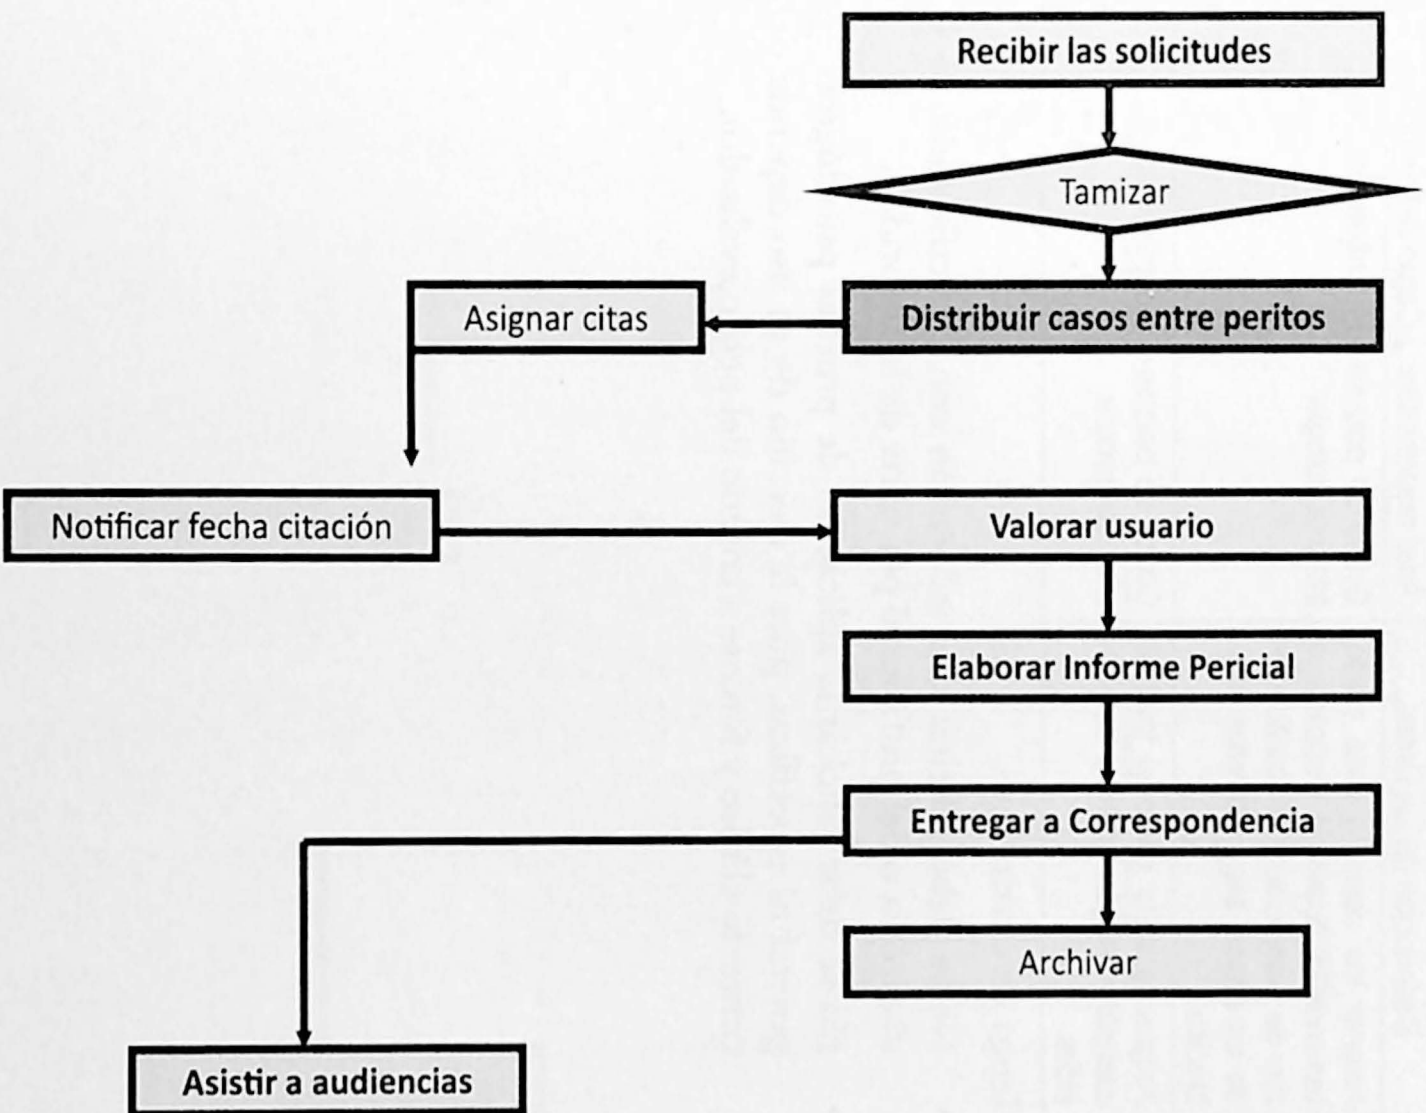 Recibir las solicitudes
Tamizar
Distribuir casos entre peritos
Asignar citas
Notificar fecha citación
Valorar usuario
Elaborar Informe Pericial
Entregar a Correspondencia
Archivar
Asistir a audiencias